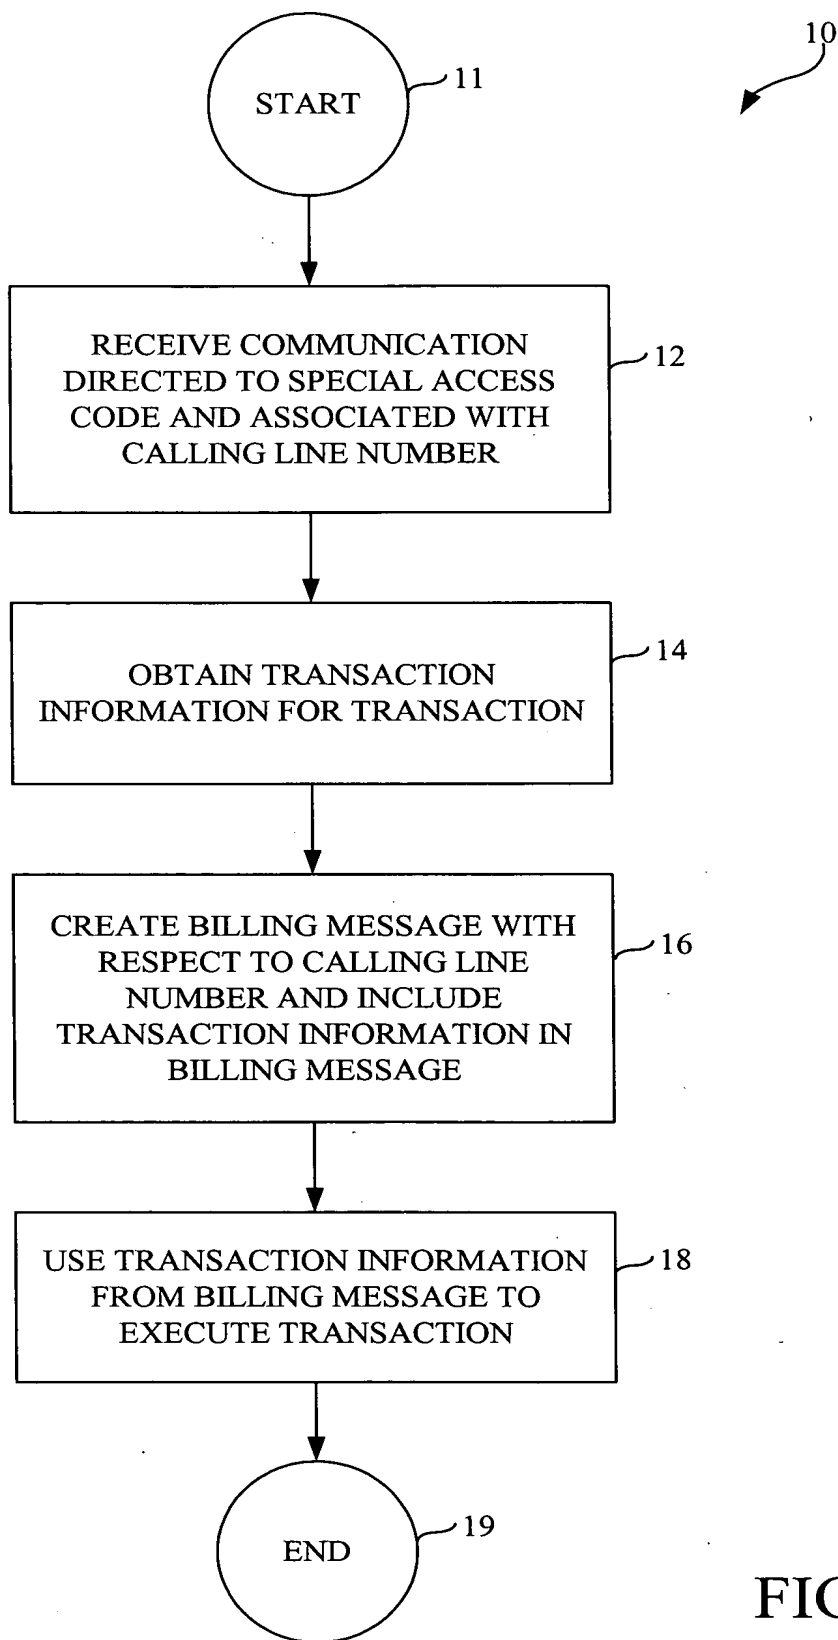 10
START
11
RECEIVE COMMUNICATION
DIRECTED TO SPECIAL ACCESS
CODE AND ASSOCIATED WITH
CALLING LINE NUMBER
12
OBTAIN TRANSACTION
INFORMATION FOR TRANSACTION
14
CREATE BILLING MESSAGE WITH
RESPECT TO CALLING LINE
NUMBER AND INCLUDE
TRANSACTION INFORMATION IN
BILLING MESSAGE
16
USE TRANSACTION INFORMATION
FROM BILLING MESSAGE TO
EXECUTE TRANSACTION
18
END
19